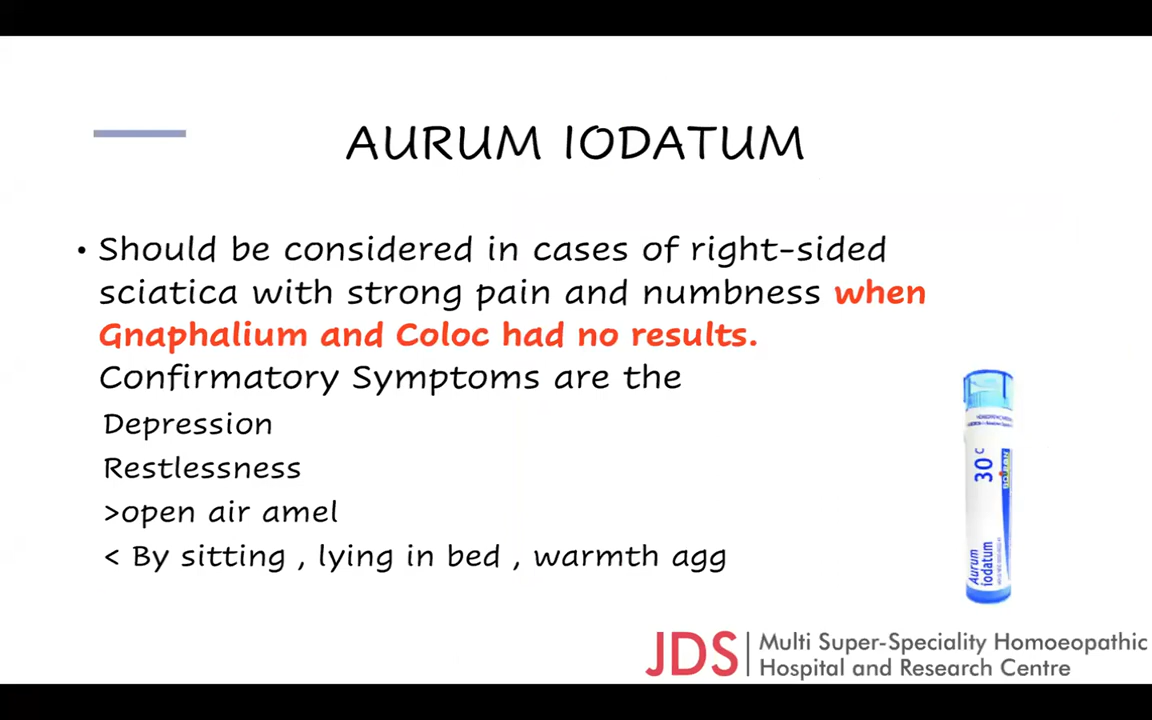 AURUM IODATUM
• Should be considered in cases of right-sided
sciatica with strong pain and numbness when
Gnaphalium and Coloc had no results.
Confirmatory Symptoms are the
Depression
Restlessness
>open air amel
< By sitting , lying in bed , warmth agg
30C
BOIRON
Aurum
iodatum
JDS
Multi Super-Speciality Homoeopathic
Hospital and Research Centre